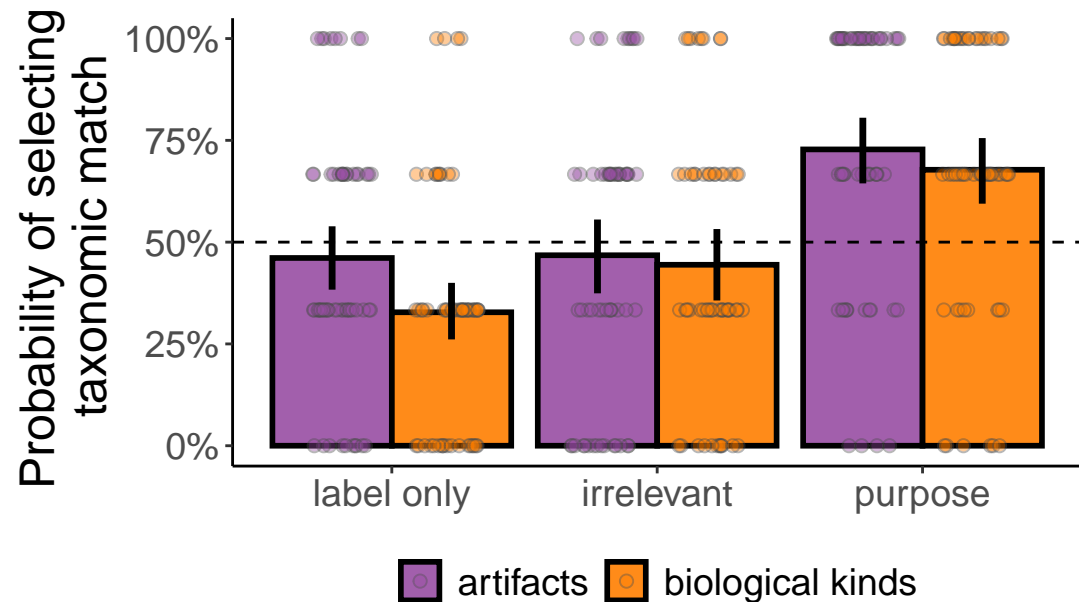 Probability of selecting
taxonomic match
100%
75%
50%
25%
0%
label only
irrelevant
purpose
artifacts
biological kinds